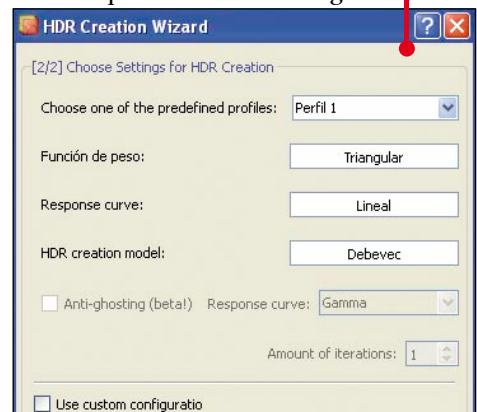 HDR Creation Wizard
[2/2] Choose Settings for HDR Creation
Choose one of the predefined profiles: Perfil 1
Función de peso: Triangular
Response curve: Lineal
HDR creation model: Debevec
Anti-ghosting (beta!) Response curve: Gamma
Amount of iterations: 1
Use custom configuratio